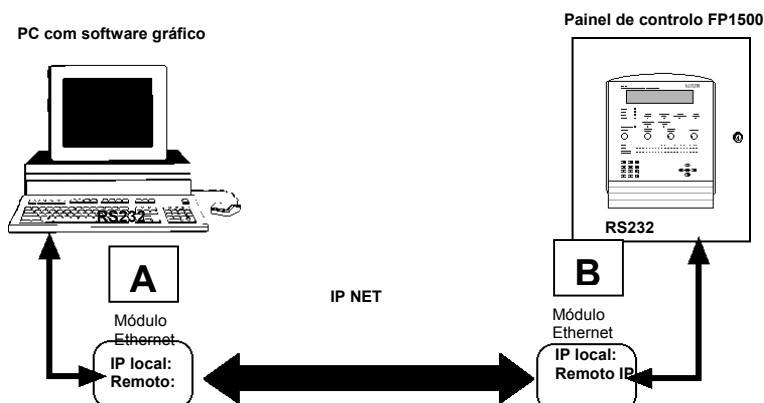 Painel de controlo FP1500
PC com software gráfico
RS232
RS232
A
B
IP NET
Módulo
Ethernet
IP local:
Remoto:
Módulo
Ethernet
IP local:
Remoto IP